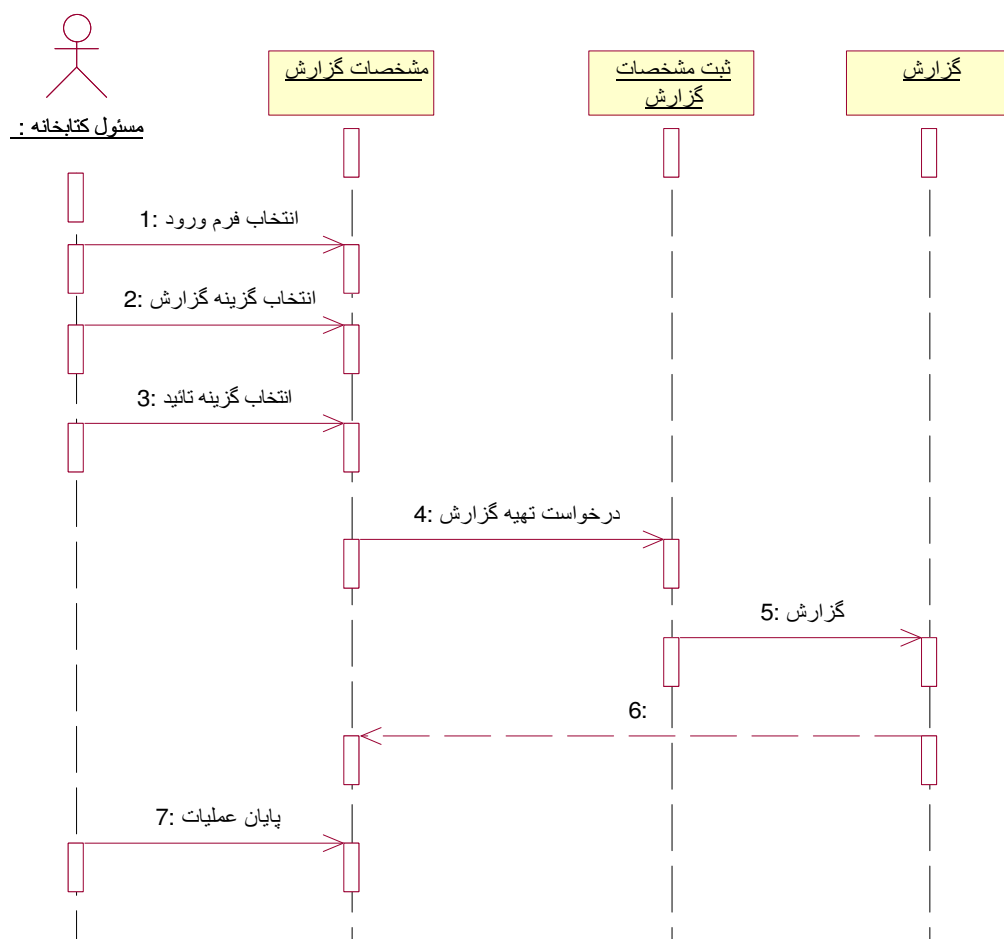 مشخصات گزارش
ثبت مشخصات
گزارش
گزارش
مسئول کتابخانه :
1: انتخاب فرم ورود
2: انتخاب گزینه گزارش
3: انتخاب گزینه تائید
4: درخواست تهیه گزارش
5: گزارش
6:
7: پایان عملیات